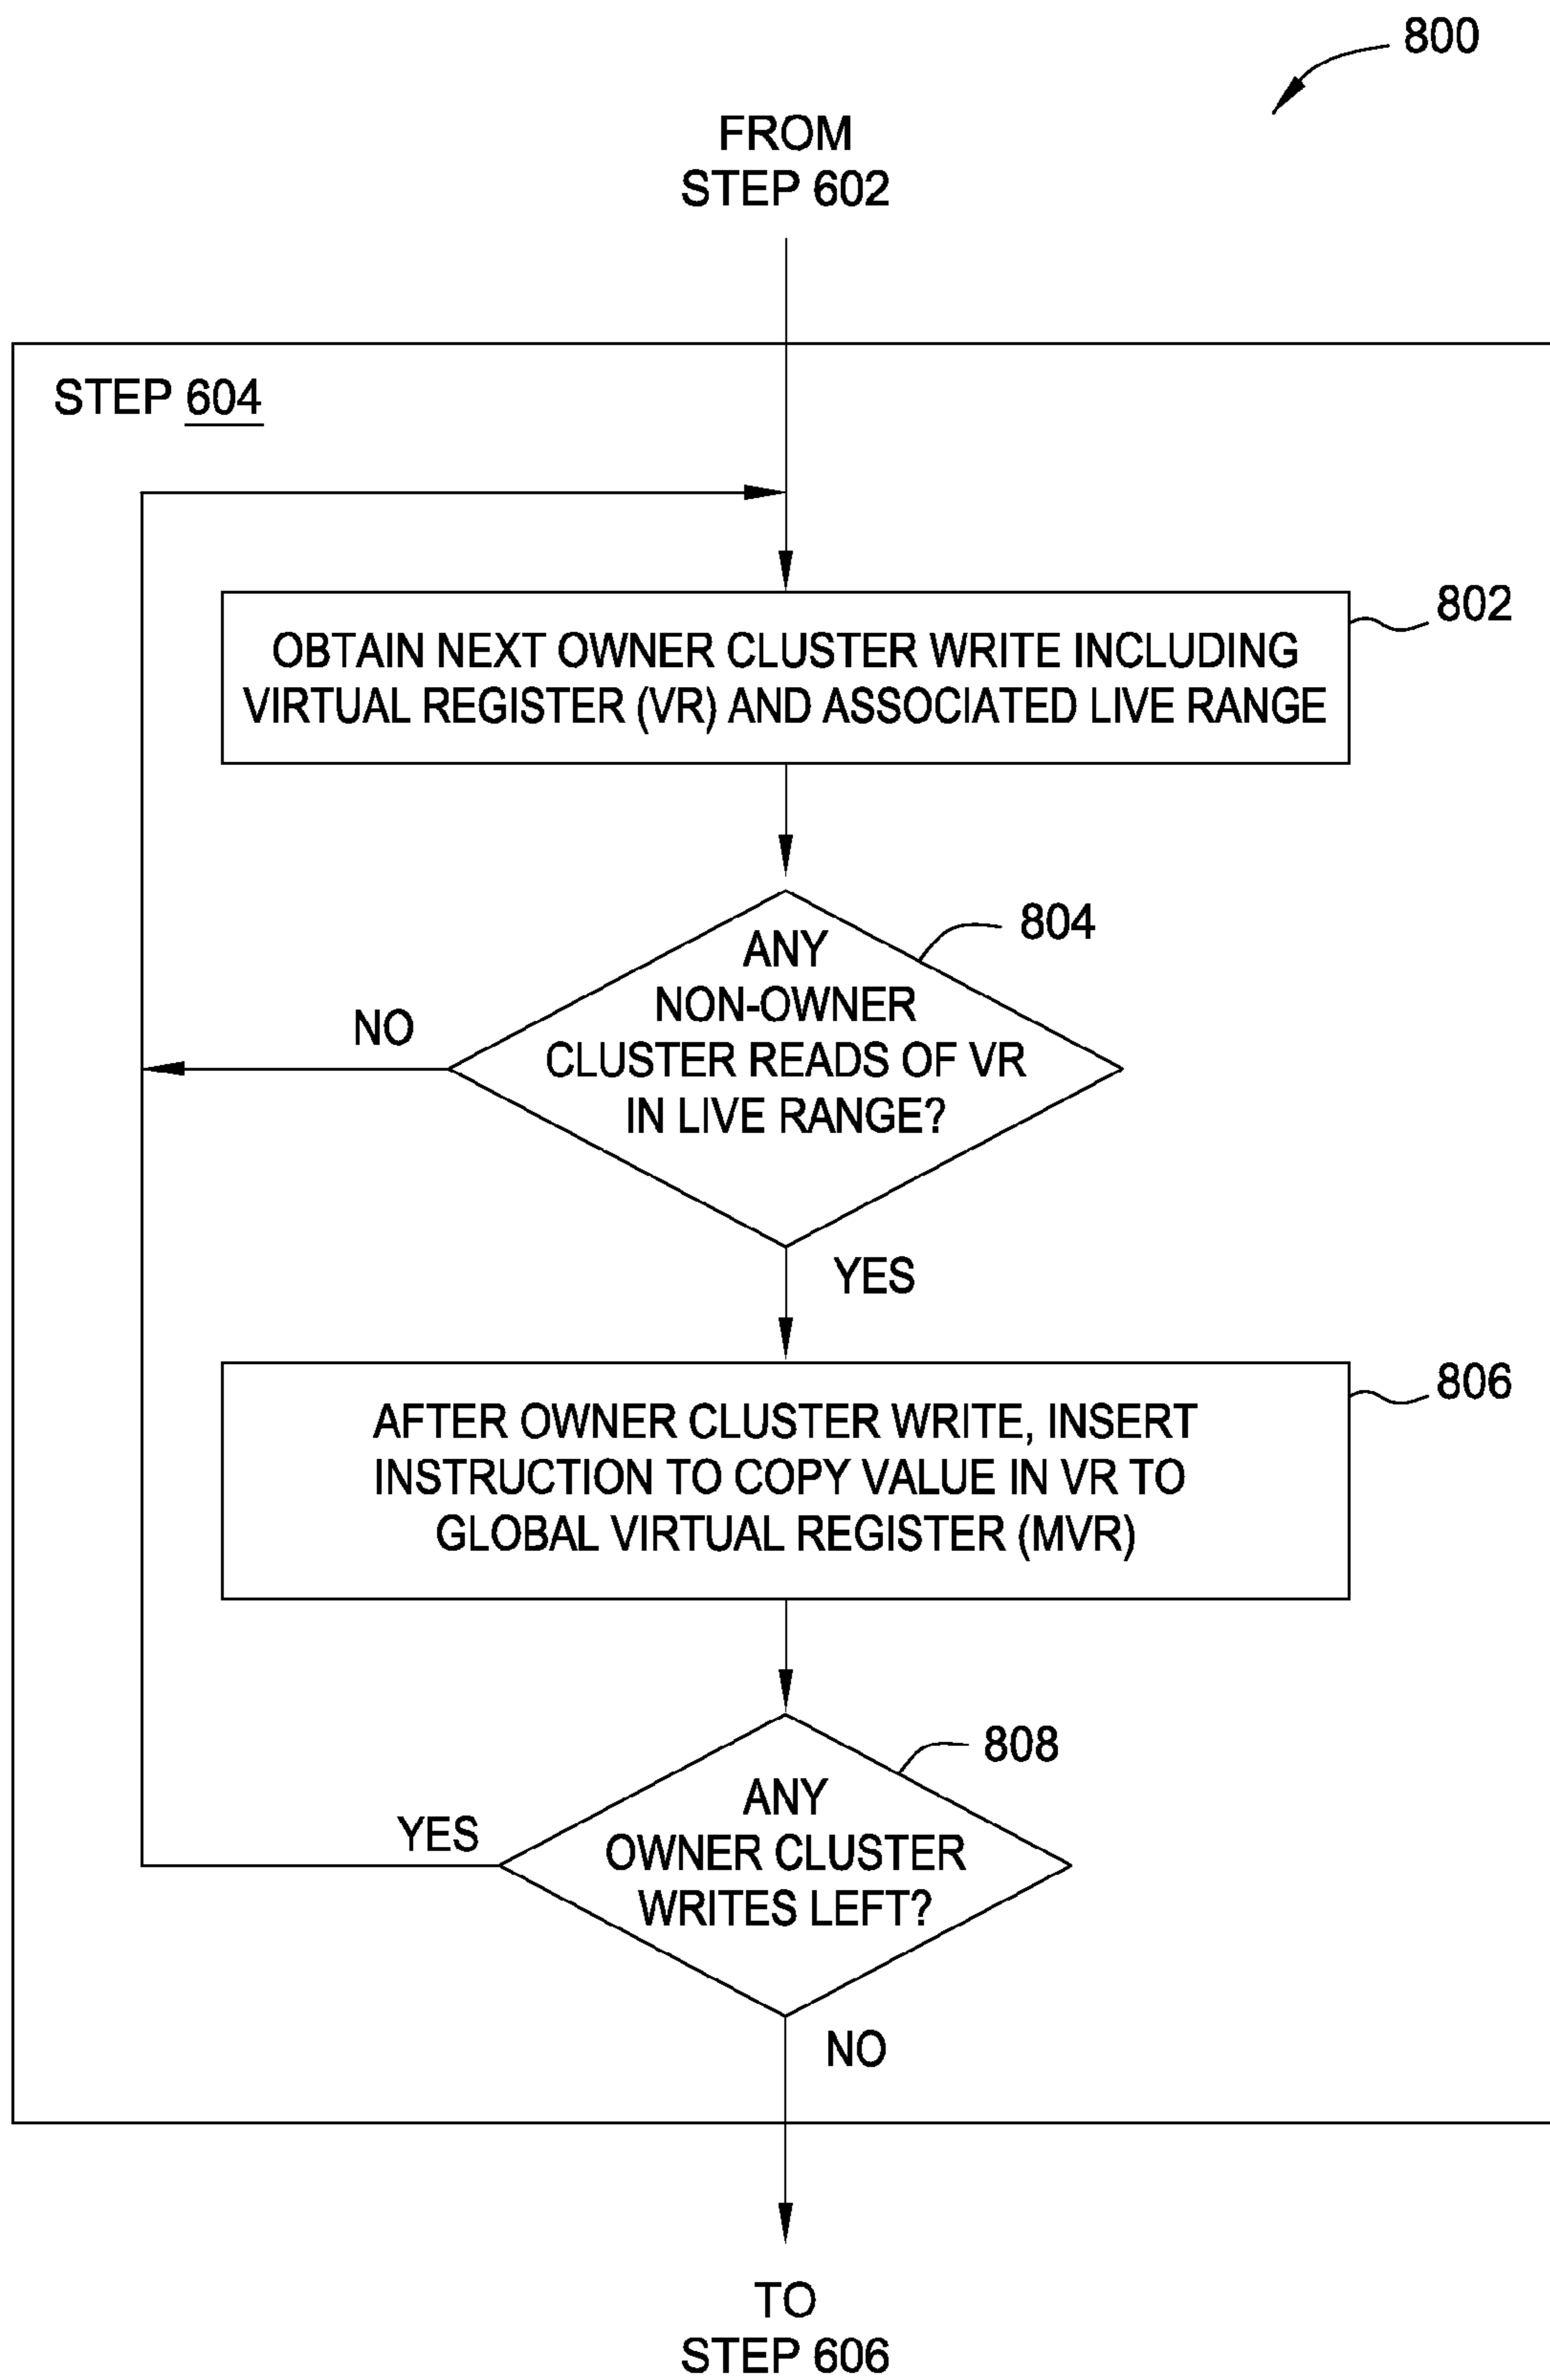 800
FROM
STEP 602
STEP 604
OBTAIN NEXT OWNER CLUSTER WRITE INCLUDING
VIRTUAL REGISTER (VR) AND ASSOCIATED LIVE RANGE
802
ANY
NON-OWNER
CLUSTER READS OF VR
IN LIVE RANGE?
804
NO
YES
AFTER OWNER CLUSTER WRITE, INSERT
INSTRUCTION TO COPY VALUE IN VR TO
GLOBAL VIRTUAL REGISTER (MVR)
806
ANY
OWNER CLUSTER
WRITES LEFT?
808
YES
NO
TO
STEP 606